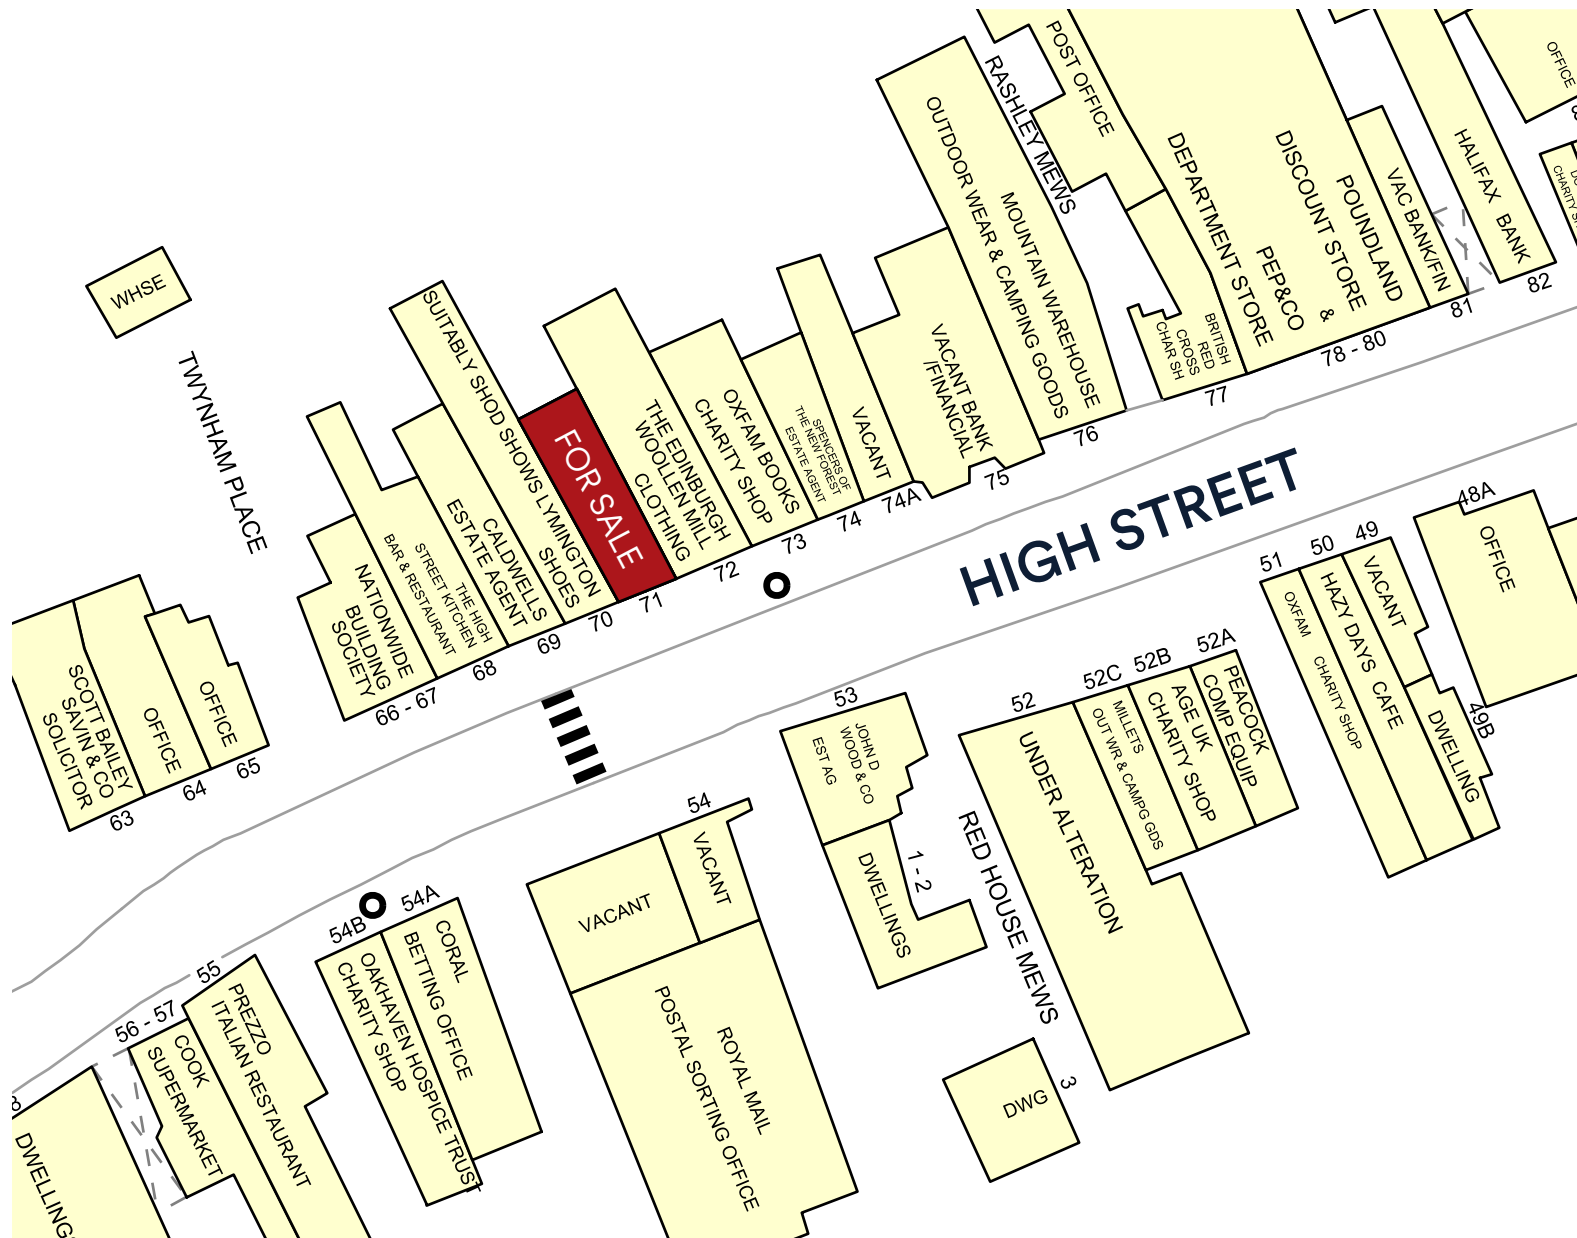 WHSE
TWYNHAM PLACE
SCOTT BAILEY
SAVIN & CO
SOLICITOR
63
OFFICE
64
OFFICE
65
NATIONWIDE
BUILDING
SOCIETY
66 - 67
THE HIGH
STREET KITCHEN
BAR & RESTAURANT
68
CALDWELLS
ESTATE AGENT
69
SUITABLY SHOD SHOWS LYMINGTON
SHOES
70
FOR SALE
71
THE EDINBURGH
WOOLLEN MILL
CLOTHING
72
OXFAM BOOKS
CHARITY SHOP
73
SPENCERS OF
THE NEW FOREST
ESTATE AGENT
74
VACANT
74A
VACANT BANK
/FINANCIAL
75
MOUNTAIN WAREHOUSE
OUTDOOR WEAR & CAMPING GOODS
76
RASHLEY MEWS
POST OFFICE
BRITISH
RED
CROSS
CHAR SH
77
POUNDLAND
DISCOUNT STORE
&
PEP&CO
DEPARTMENT STORE
78 - 80
VAC BANK/FIN
81
HALIFAX BANK
82
OFFICE
CHARITY
HIGH STREET
48A
OFFICE
49
VACANT
49B
DWELLING
50
HAZY DAYS CAFE
51
OXFAM CHARITY SHOP
52A
PEACOCK
COMP EQUIP
52B
AGE UK
CHARITY SHOP
52C
MILLETS
OUT WR & CAMPG GDS
52
UNDER ALTERATION
RED HOUSE MEWS
53
JOHN D
WOOD & CO
EST AG
1 - 2
DWELLINGS
3
DWG
54
VACANT
VACANT
ROYAL MAIL
POSTAL SORTING OFFICE
54A
CORAL
BETTING OFFICE
54B
OAKHAVEN HOSPICE TRUST
CHARITY SHOP
55
PREZZO
ITALIAN RESTAURANT
56 - 57
COOK
SUPERMARKET
DWELLING